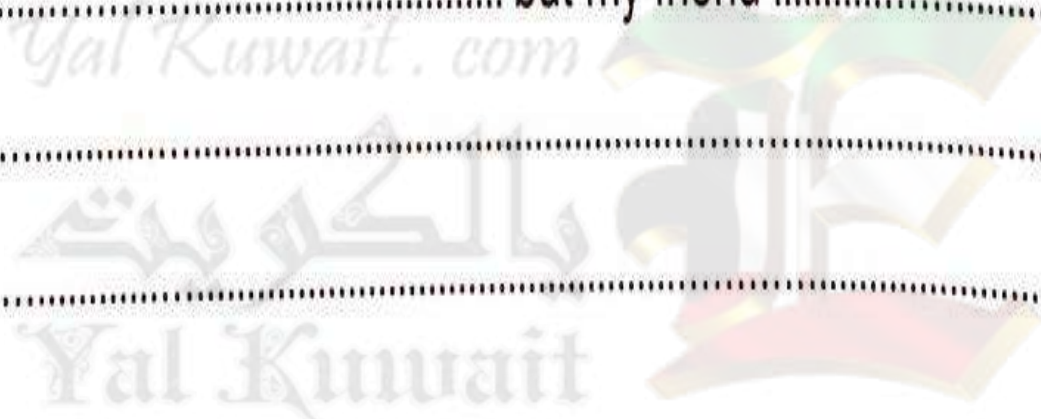 but my friend
Yal Kuwait . com
يالكويت
Yal Kuwait